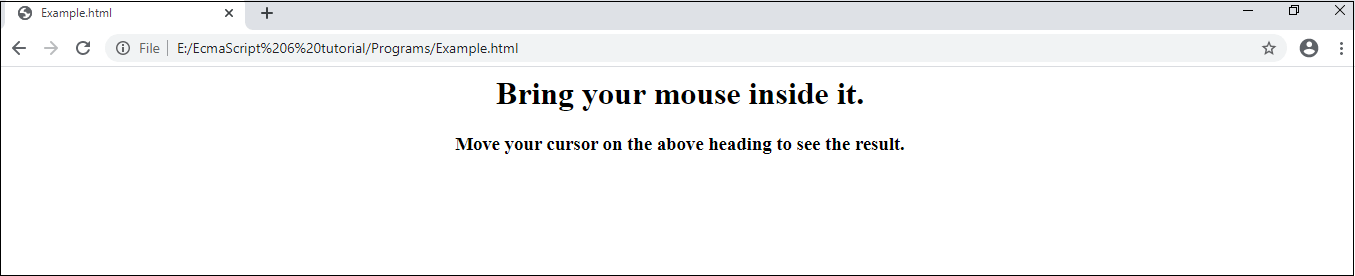 Example.html
File E:/EcmaScript%206%20tutorial/Programs/Example.html
Bring your mouse inside it.
Move your cursor on the above heading to see the result.